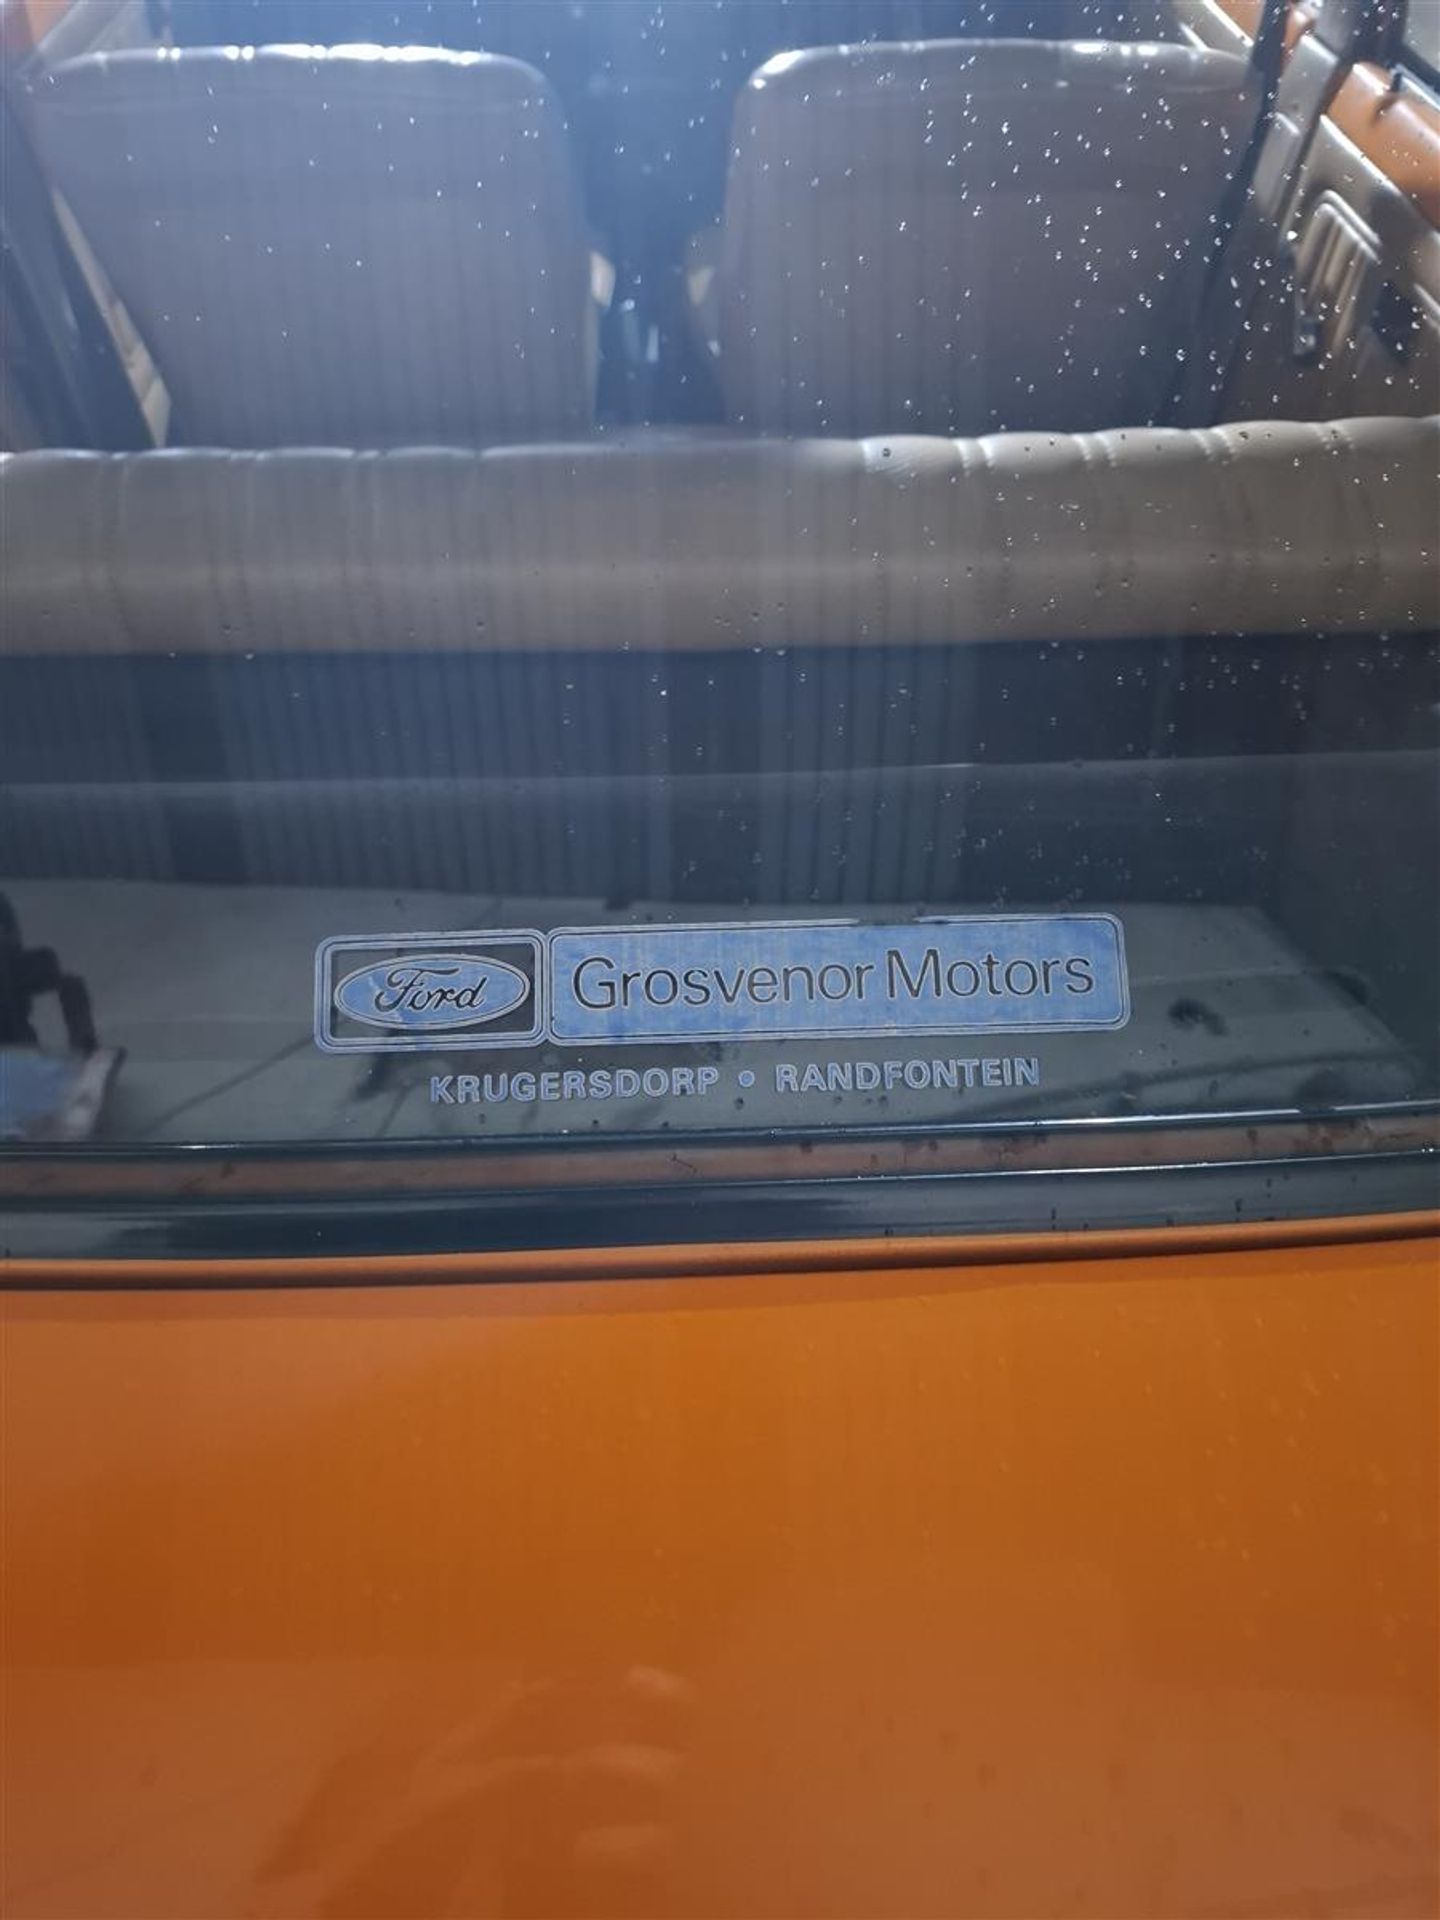 Ford Grosvenor Motors
KRUGERSDORP • RANDFONTEIN